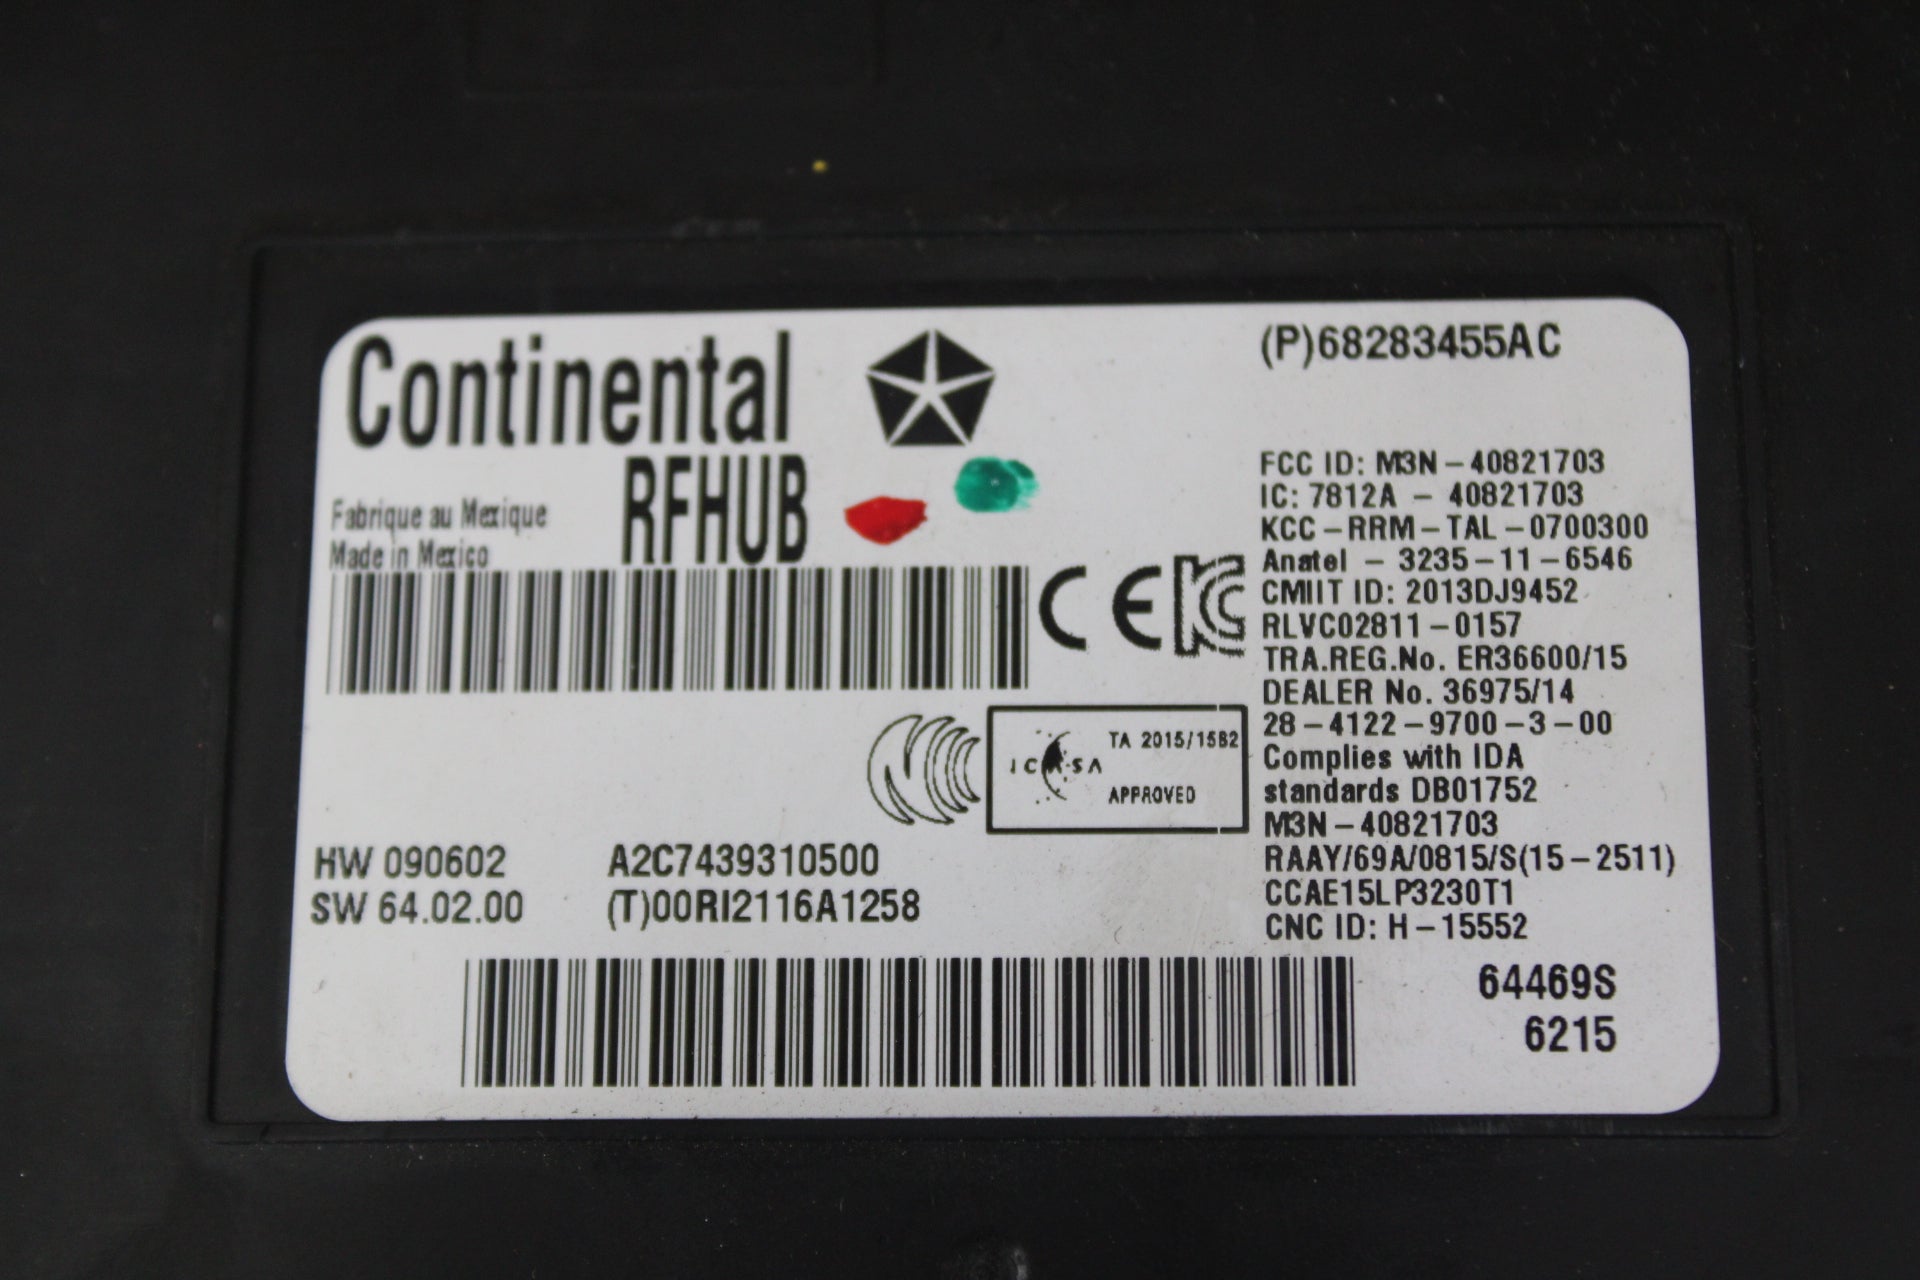 Continental
RFHUB
Fabrique au Mexique
Made in Mexico
(P)68283455AC
FCC ID: M3N-40821703
IC: 7812A - 40821703
KCC-RRM-TAL-0700300
Anatel - 3235-11-6546
CMIIT ID: 2013DJ9452
RLVC02811-0157
TRA.REG.No. ER36600/15
DEALER No. 36975/14
28-4122-9700-3-00
Complies with IDA
standards DB01752
M3N-40821703
RAAY/69A/0815/S(15-2511)
CCAE15LP3230T1
CNC ID: H-15552
CE
ICASA
TA 2015/1582
APPROVED
HW 090602
SW 64.02.00
A2C7439310500
(T)00RI2116A1258
64469S
6215